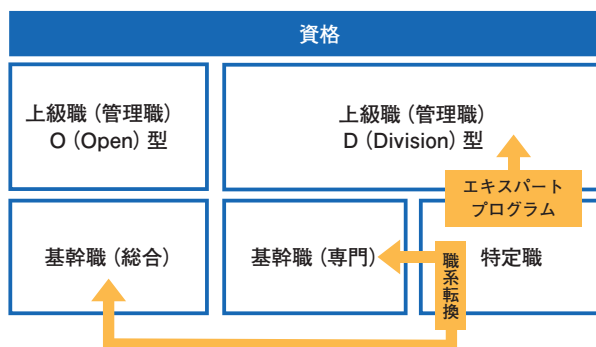 資格
上級職（管理職）
O（Open）型
上級職（管理職）
D（Division）型
エキスパート
プログラム
基幹職（総合）
基幹職（専門）
職系転換
特定職